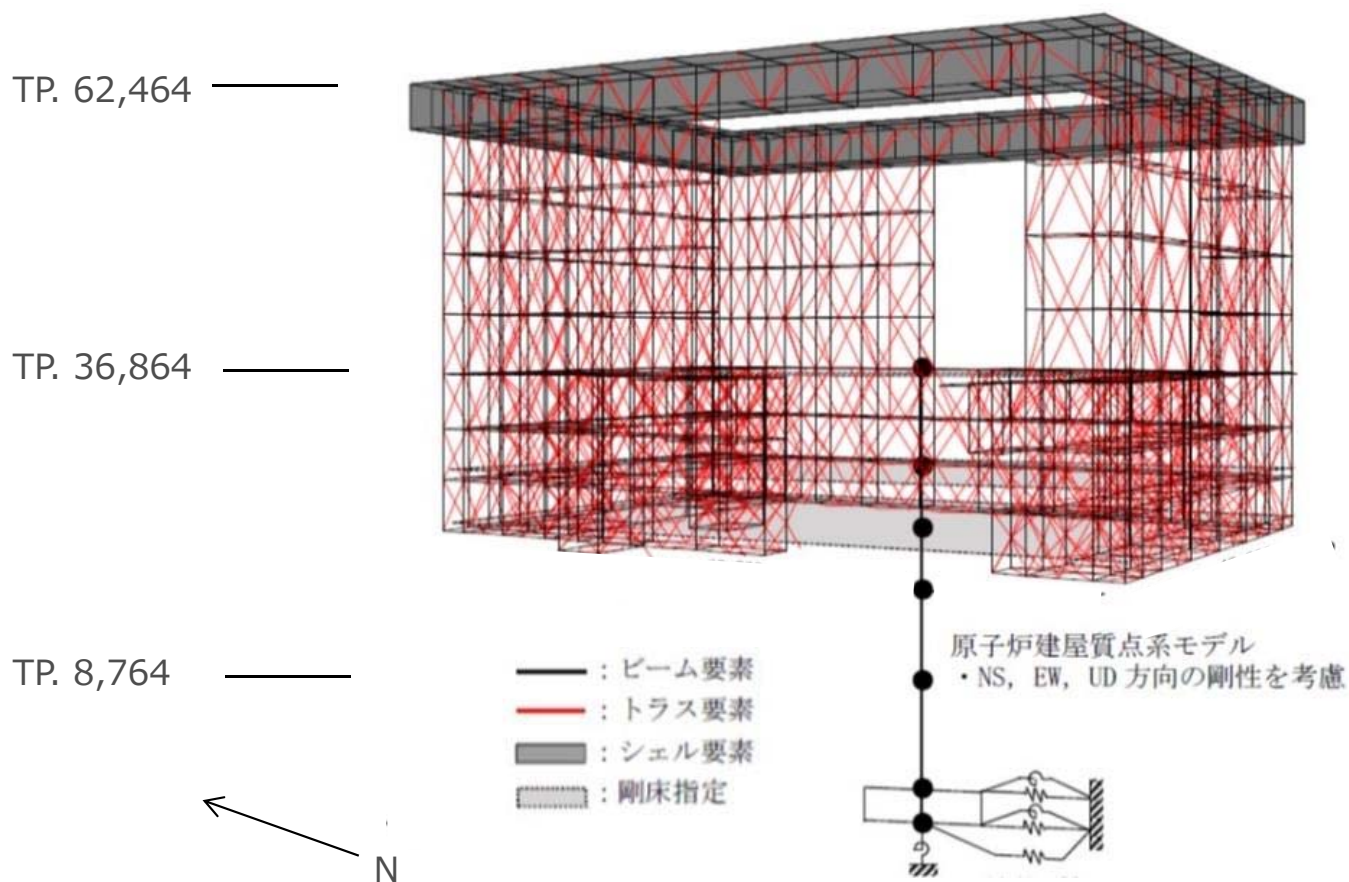 TP. 62,464
TP. 36,864
TP. 8,764
原子炉建屋質点系モデル
・NS, EW, UD 方向の剛性を考慮
: ビーム要素
: トラス要素
: シェル要素
: 剛床指定
N